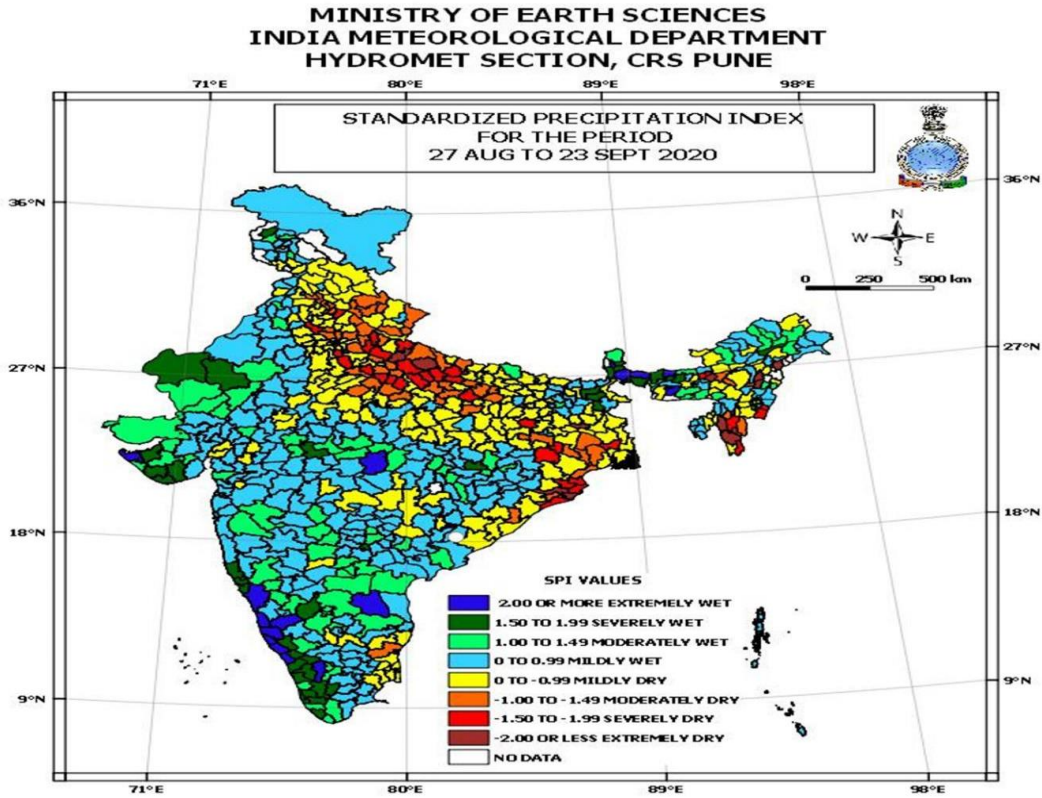 MINISTRY OF EARTH SCIENCES
INDIA METEOROLOGICAL DEPARTMENT
HYDROMET SECTION, CRS PUNE
71°E 80°E 89°E 98°E
STANDARDIZED PRECIPITATION INDEX
FOR THE PERIOD
27 AUG TO 23 SEPT 2020
36°N 36°N
N
W E
S
0 250 500 km
27°N 27°N
18°N 18°N
SPI VALUES
2.00 OR MORE EXTREMELY WET
1.50 TO 1.99 SEVERELY WET
1.00 TO 1.49 MODERATELY WET
0 TO 0.99 MILDLY WET
0 TO -0.99 MILDLY DRY
-1.00 TO -1.49 MODERATELY DRY
-1.50 TO -1.99 SEVERELY DRY
-2.00 OR LESS EXTREMELY DRY
NO DATA
9°N 9°N
71°E 80°E 89°E 98°E